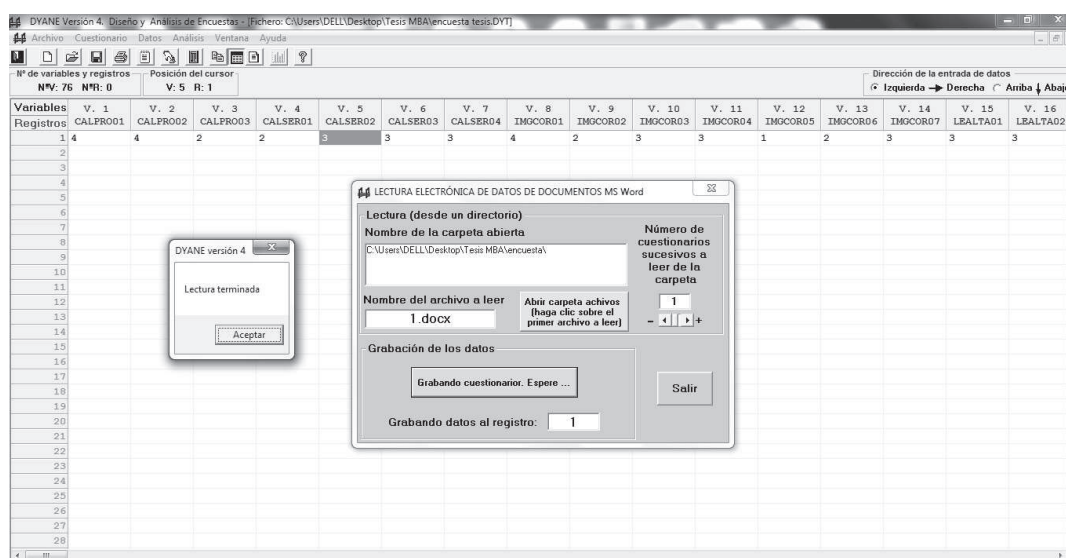 DYANE Versión 4, Diseño y Análisis de Encuestas - [Fichero: C:\Users\DELL\Desktop\Tesis MBA\encuesta tesis.DYT]
Archivo Cuestionario Datos Análisis Ventana Ayuda
Nº de variables y registros Posición del cursor Dirección de la entrada de datos
NºV: 76 NºR: 0 V: 5 R: 1 Izquierda Derecha Arriba Abajo
Variables V. 1 V. 2 V. 3 V. 4 V. 5 V. 6 V. 7 V. 8 V. 9 V. 10 V. 11 V. 12 V. 13 V. 14 V. 15 V. 16
Registros CALPRO01 CALPRO02 CALPRO03 CALSER01 CALSER02 CALSER03 CALSER04 IMGCOR01 IMGCOR02 IMGCOR03 IMGCOR04 IMGCOR05 IMGCOR06 IMGCOR07 LEALTA01 LEALTA02
1 4 4 2 2 3 3 3 4 2 3 3 1 2 3 3 3
2
3
4
5
6
7
8
9
10
11
12
13
14
15
16
17
18
19
20
21
22
23
24
25
26
27
28
DYANE versión 4
Lectura terminada
Aceptar
LECTURA ELECTRÓNICA DE DATOS DE DOCUMENTOS MS Word
Lectura (desde un directorio)
Nombre de la carpeta abierta
C:\Users\DELL\Desktop\Tesis MBA\encuesta\
Número de
cuestionarios
sucesivos a
leer de la
carpeta
1
- +
Nombre del archivo a leer
1.docx
Abrir carpeta achivos
(haga clic sobre el
primer archivo a leer)
Grabación de los datos
Grabando cuestionarior. Espere ...
Grabando datos al registro: 1
Salir